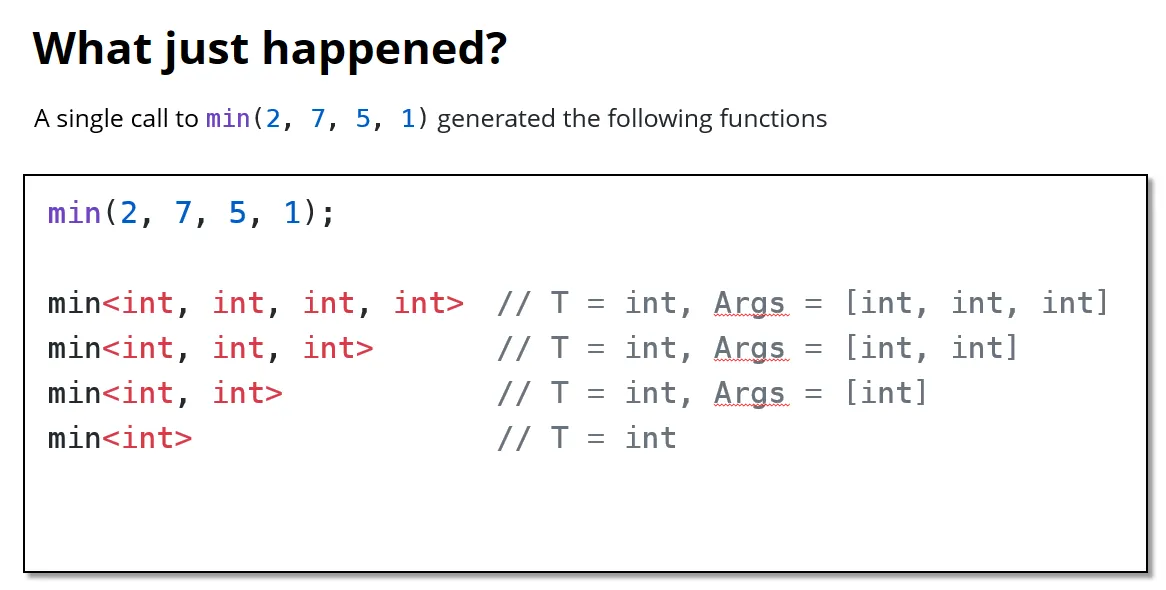 What just happened?
A single call to min(2, 7, 5, 1) generated the following functions
min(2, 7, 5, 1);
min<int, int, int, int>  // T = int, Args = [int, int, int]
min<int, int, int>       // T = int, Args = [int, int]
min<int, int>            // T = int, Args = [int]
min<int>                 // T = int